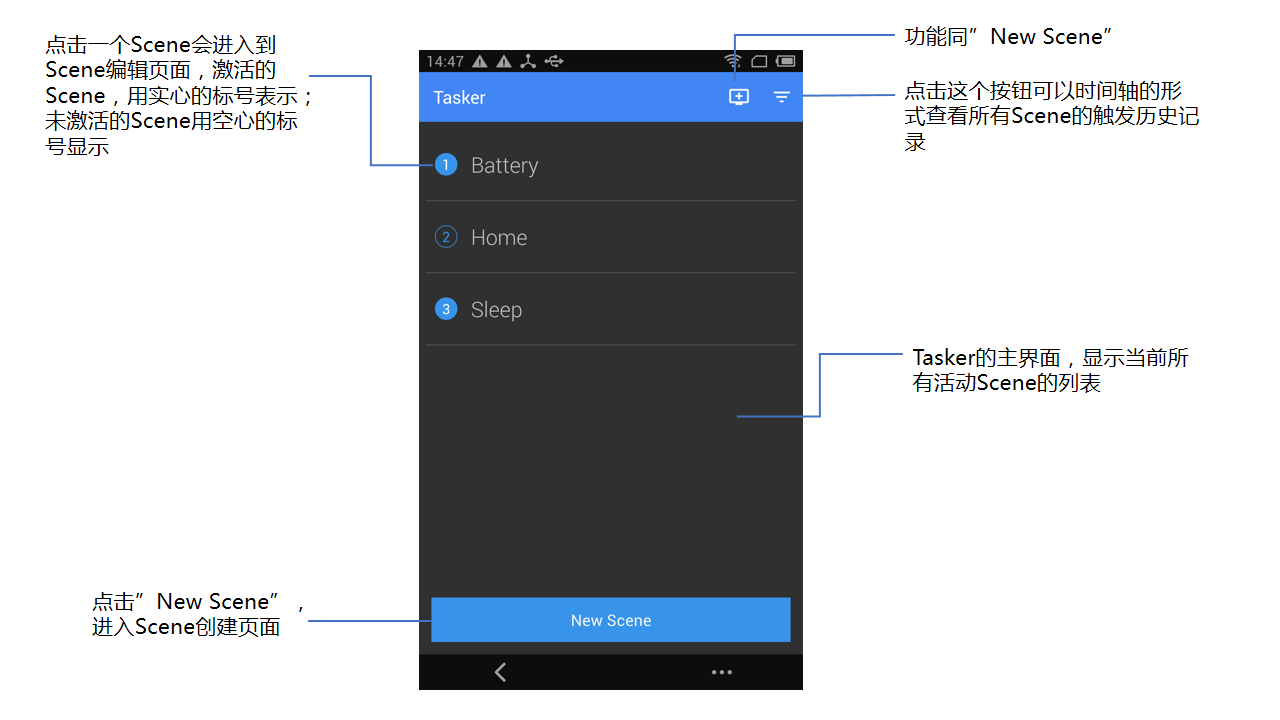 点击一个Scene会进入到
Scene编辑页面，激活的
Scene，用实心的标号表示；
未激活的Scene用空心的标
号显示
功能同”New Scene”
点击这个按钮可以时间轴的形
式查看所有Scene的触发历史记
录
14:47
Tasker
1 Battery
2 Home
3 Sleep
Tasker的主界面，显示当前所
有活动Scene的列表
点击”New Scene”，
进入Scene创建页面
New Scene